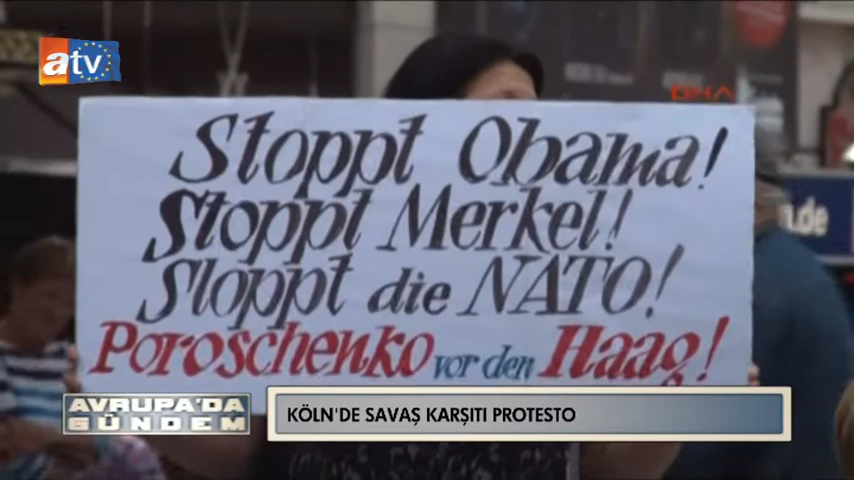 atv
DHA
Stoppt Obama!
Stoppt Merkel!
Stoppt die NATO!
Poroschenko vor den Haag!
n.de
AVRUPA'DA
GÜNDEM
KÖLN'DE SAVAŞ KARŞITI PROTESTO